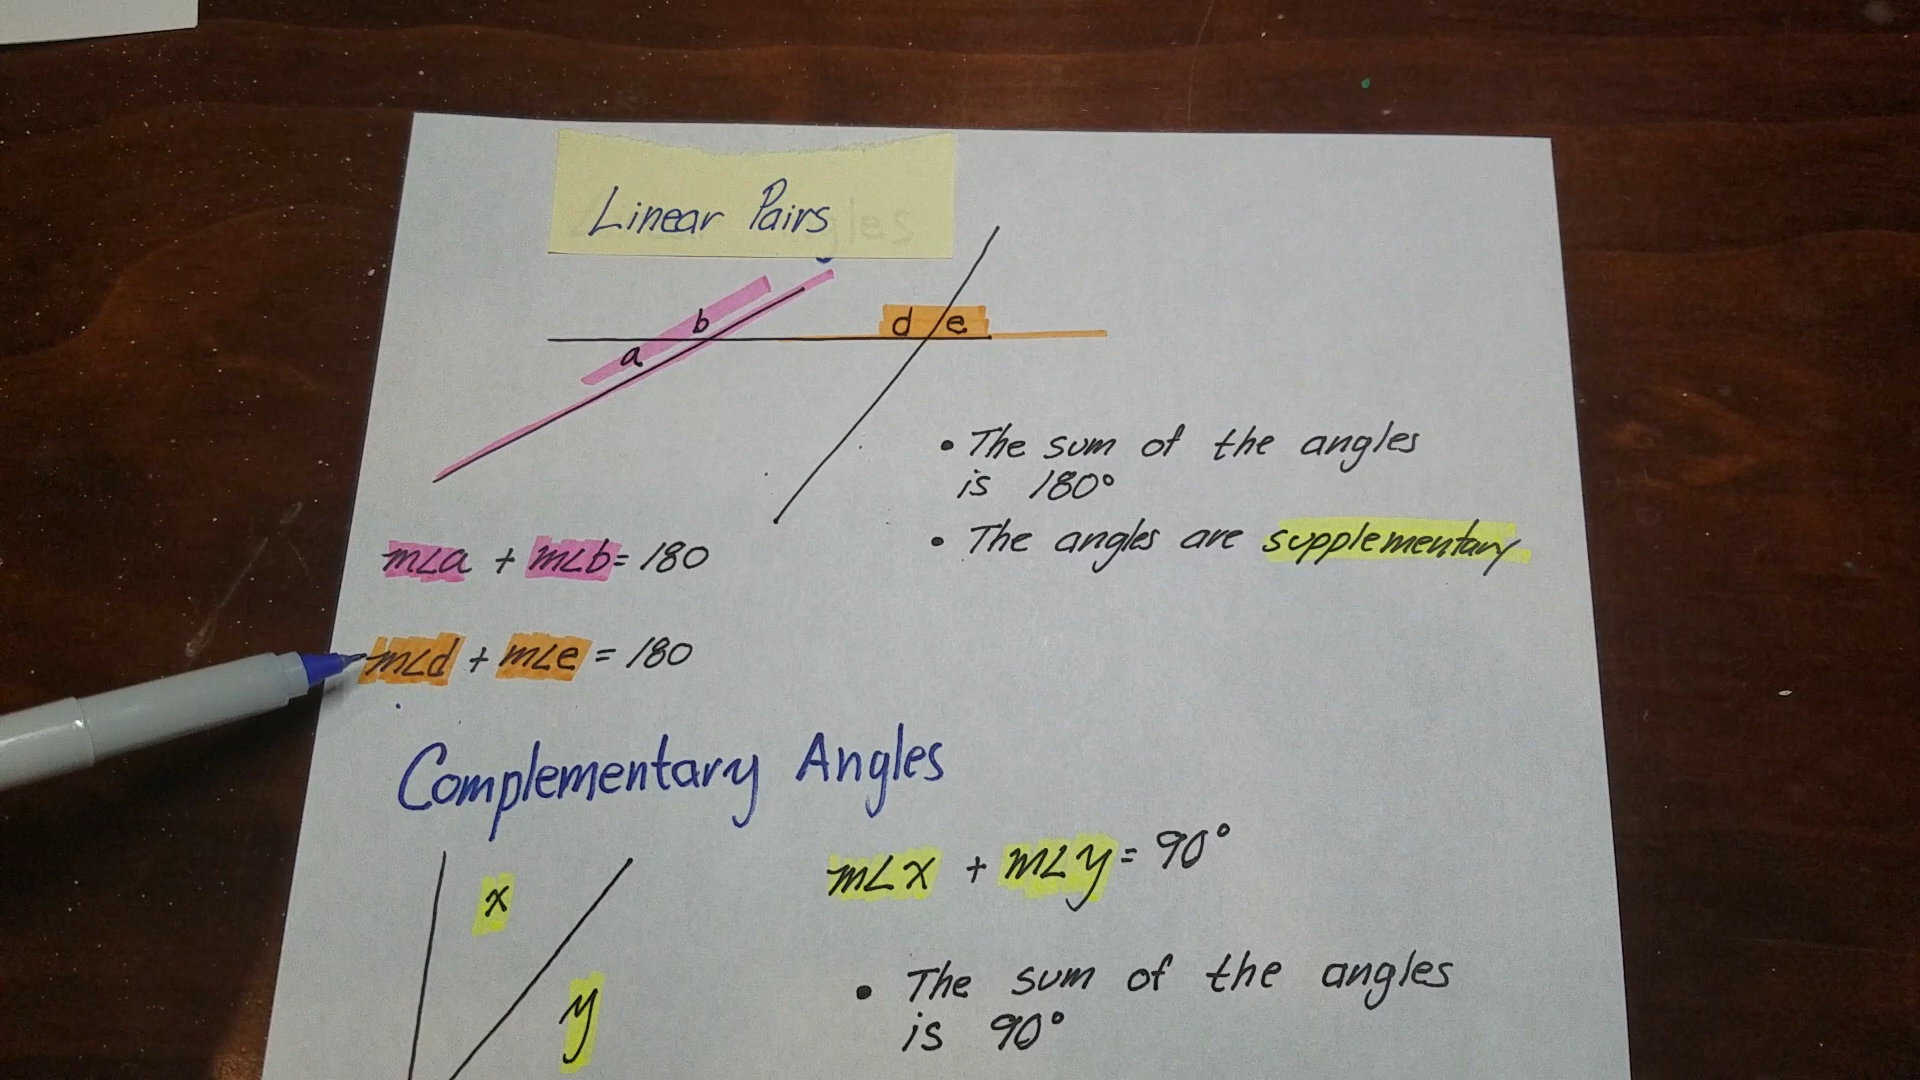 Linear Pairs
b
a
d e
• The sum of the angles
is 180°
• The angles are supplementary
m∠a + m∠b = 180
m∠d + m∠e = 180
Complementary Angles
x
y
m∠x + m∠y = 90°
• The sum of the angles
is 90°